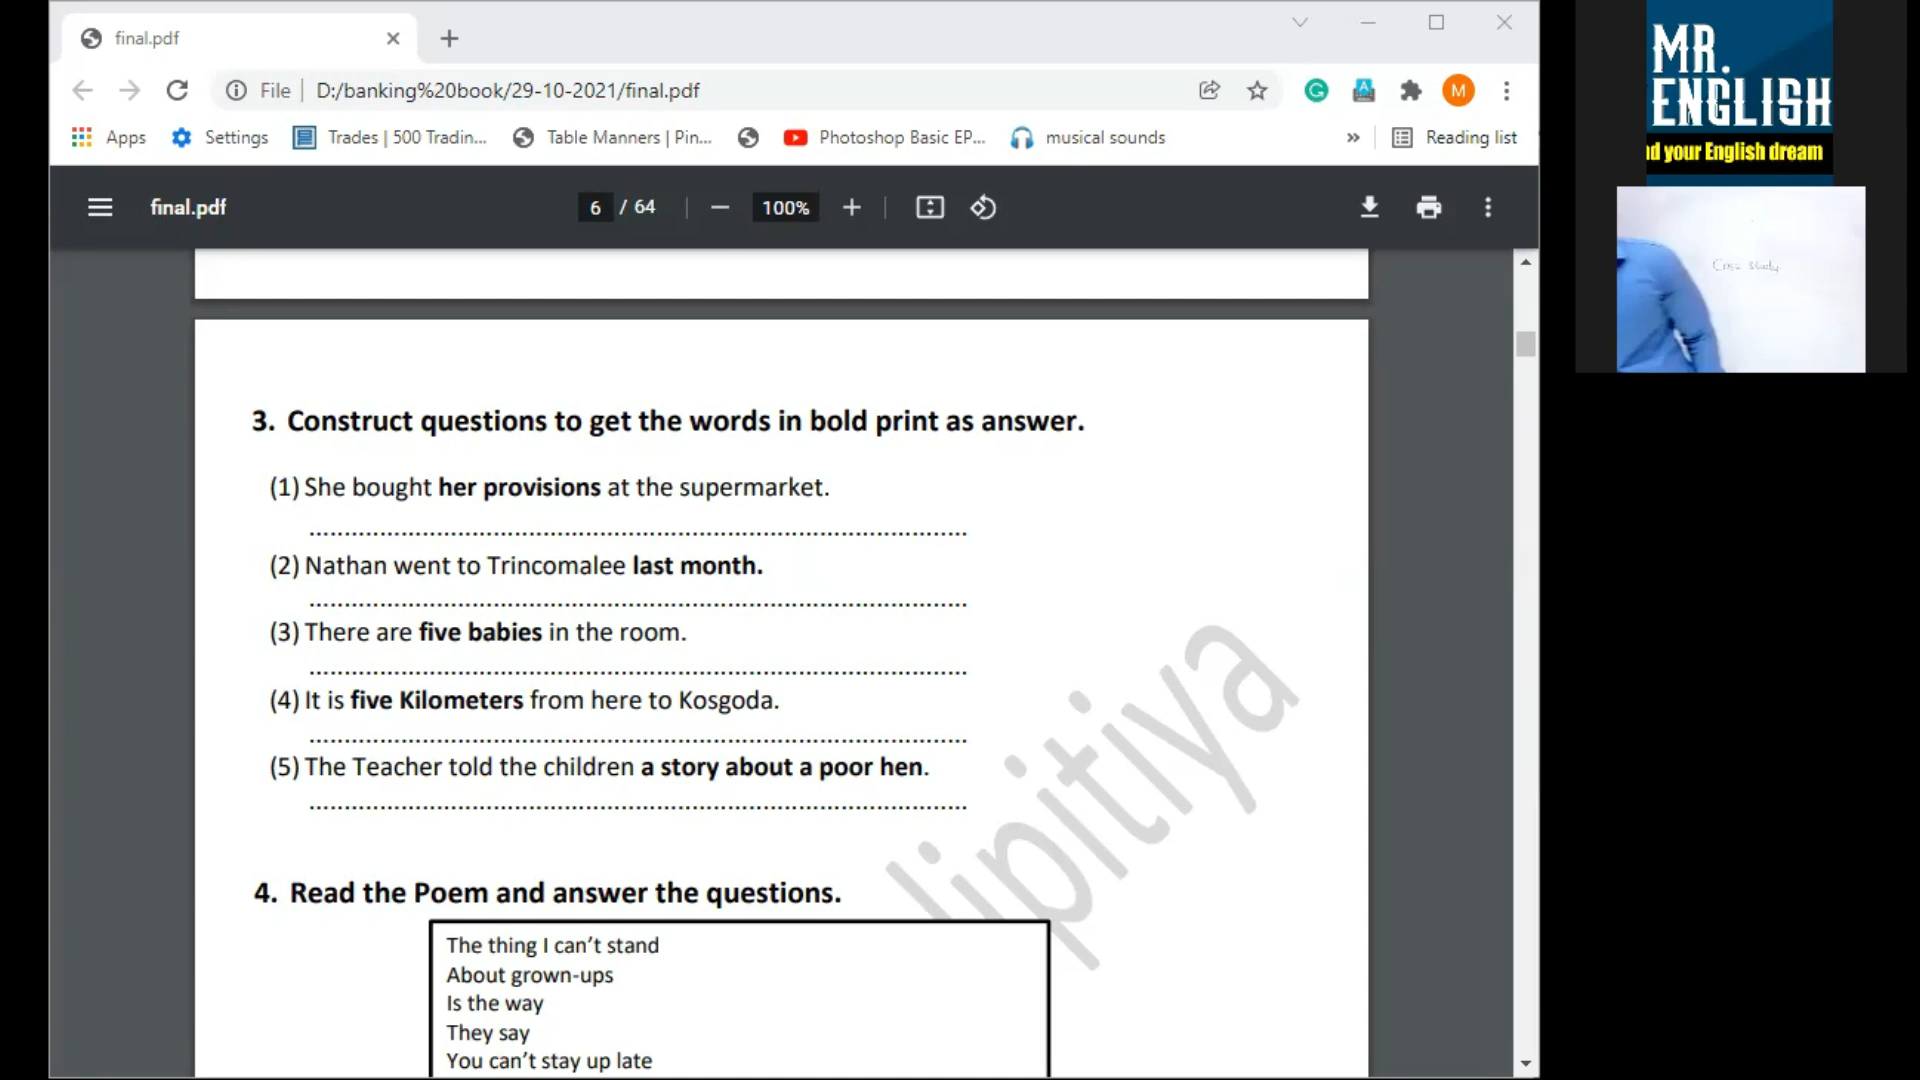 final.pdf
File
D:/banking%20book/29-10-2021/final.pdf
M
Apps
Settings
Trades | 500 Tradin...
Table Manners | Pin...
Photoshop Basic EP...
musical sounds
»
Reading list
final.pdf
6 / 64
100%
3. Construct questions to get the words in bold print as answer.
(1) She bought her provisions at the supermarket.
(2) Nathan went to Trincomalee last month.
(3) There are five babies in the room.
(4) It is five Kilometers from here to Kosgoda.
(5) The Teacher told the children a story about a poor hen.
lipitiya
4. Read the Poem and answer the questions.
The thing I can’t stand
About grown-ups
Is the way
They say
You can’t stay up late
MR.
ENGLISH
d your English dream